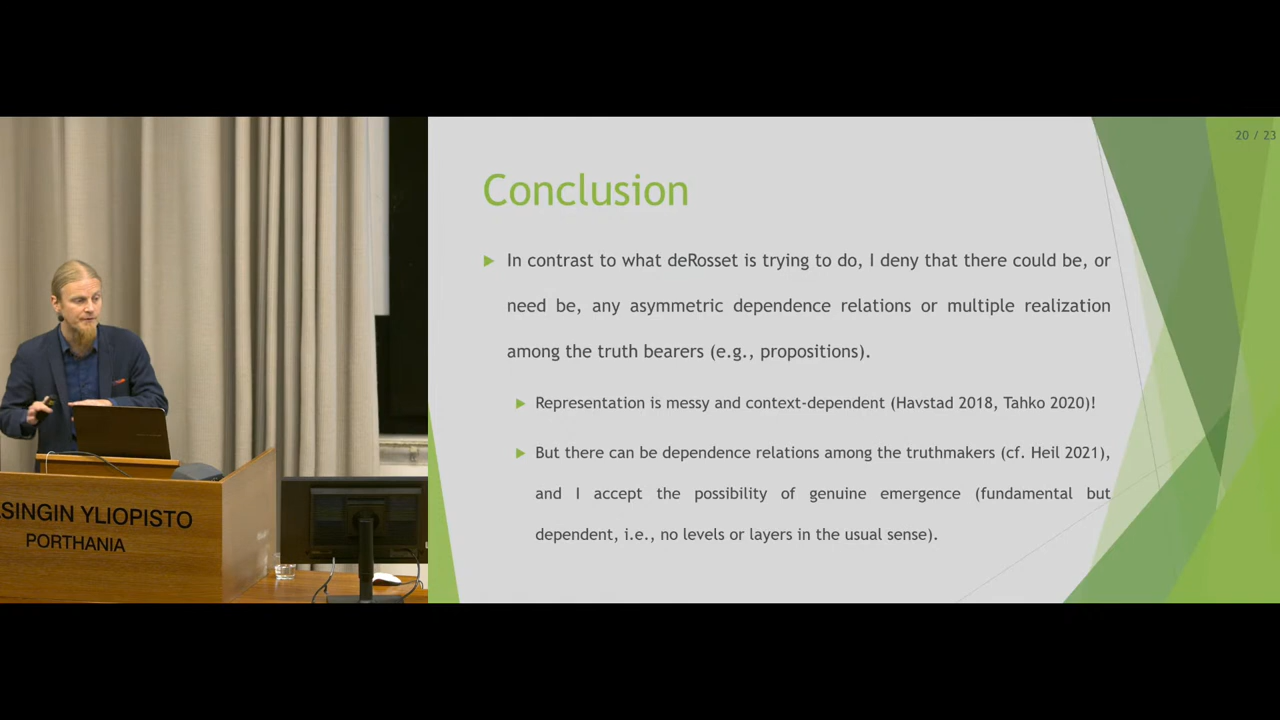 20 / 23
Conclusion
In contrast to what deRosset is trying to do, I deny that there could be, or
need be, any asymmetric dependence relations or multiple realization
among the truth bearers (e.g., propositions).
Representation is messy and context-dependent (Havstad 2018, Tahko 2020)!
But there can be dependence relations among the truthmakers (cf. Heil 2021),
and I accept the possibility of genuine emergence (fundamental but
dependent, i.e., no levels or layers in the usual sense).
SINGIN YLIOPISTO
PORTHANIA